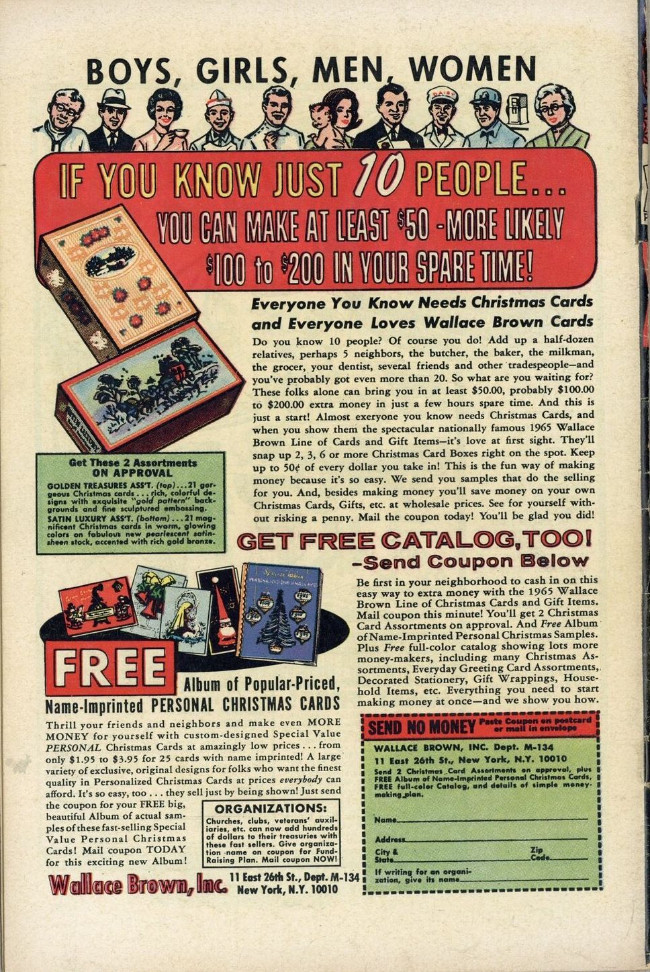 BOYS, GIRLS, MEN, WOMEN
IF YOU KNOW JUST 10 PEOPLE...
YOU CAN MAKE AT LEAST $50 - MORE LIKELY
$100 to $200 IN YOUR SPARE TIME!
Everyone You Know Needs Christmas Cards
and Everyone Loves Wallace Brown Cards
Do you know 10 people? Of course you do! Add up a half-dozen
relatives, perhaps 5 neighbors, the butcher, the baker, the milkman,
the grocer, your dentist, several friends and other tradespeople—and
you've probably got even more than 20. So what are you waiting for?
These folks alone can bring you in at least $50.00, probably $100.00
to $200.00 extra money in just a few hours spare time. And this is
just a start! Almost everyone you know needs Christmas Cards, and
when you show them the spectacular nationally famous 1965 Wallace
Brown Line of Cards and Gift Items—it's love at first sight. They'll
snap up 2, 3, 6 or more Christmas Card Boxes right on the spot. Keep
up to 50¢ of every dollar you take in! This is the fun way of making
money because it's so easy. We send you samples that do the selling
for you. And, besides making money you'll save money on your own
Christmas Cards, Gifts, etc. at wholesale prices. See for yourself with-
out risking a penny. Mail the coupon today! You'll be glad you did!
Get These 2 Assortments
ON APPROVAL
GOLDEN TREASURES ASS'T. (top)...21 gor-
geous Christmas cards... rich, colorful de-
signs with exquisite "gold pattern" back-
grounds and fine sculptured embossing.
SATIN LUXURY ASS'T. (bottom)...21 mag-
nificent Christmas cards in warm, glowing
colors on fabulous new pearlescent satin-
sheen stock, accented with rich gold bronze.
GET FREE CATALOG, TOO!
-Send Coupon Below
Be first in your neighborhood to cash in on this
easy way to extra money with the 1965 Wallace
Brown Line of Christmas Cards and Gift Items.
Mail coupon this minute! You'll get 2 Christmas
Card Assortments on approval. And Free Album
of Name-Imprinted Personal Christmas Samples.
Plus Free full-color catalog showing lots more
money-makers, including many Christmas As-
sortments, Everyday Greeting Card Assortments,
Decorated Stationery, Gift Wrappings, House-
hold Items, etc. Everything you need to start
making money at once—and we show you how.
FREE
Album of Popular-Priced,
Name-Imprinted PERSONAL CHRISTMAS CARDS
Thrill your friends and neighbors and make even MORE
MONEY for yourself with custom-designed Special Value
PERSONAL Christmas Cards at amazingly low prices... from
only $1.95 to $3.95 for 25 cards with name imprinted! A large
variety of exclusive, original designs for folks who want the finest
quality in Personalized Christmas Cards at prices everybody can
afford. It's so easy, too... they sell just by being shown! Just send
the coupon for your FREE big,
beautiful Album of actual sam-
ples of these fast-selling Special
Value Personal Christmas
Cards! Mail coupon TODAY
for this exciting new Album!
ORGANIZATIONS:
Churches, clubs, veterans' auxil-
iaries, etc. can now add hundreds
of dollars to their treasures with
these fast sellers. Give organiza-
tion name on coupon for Fund-
Raising Plan. Mail coupon NOW!
Wallace Brown, Inc. 11 East 26th St., Dept. M-134
New York, N.Y. 10010
SEND NO MONEY Paste Coupon on postcard
or mail in envelope
WALLACE BROWN, INC. Dept. M-134
11 East 26th St., New York, N.Y. 10010
Send 2 Christmas Card Assortments on approval, plus
FREE Album of Name-Imprinted Personal Christmas Cards,
FREE full-color Catalog, and details of simple money-
making plan.
Name
Address
City & Zip
State Code
If writing for an organi-
zation, give its name